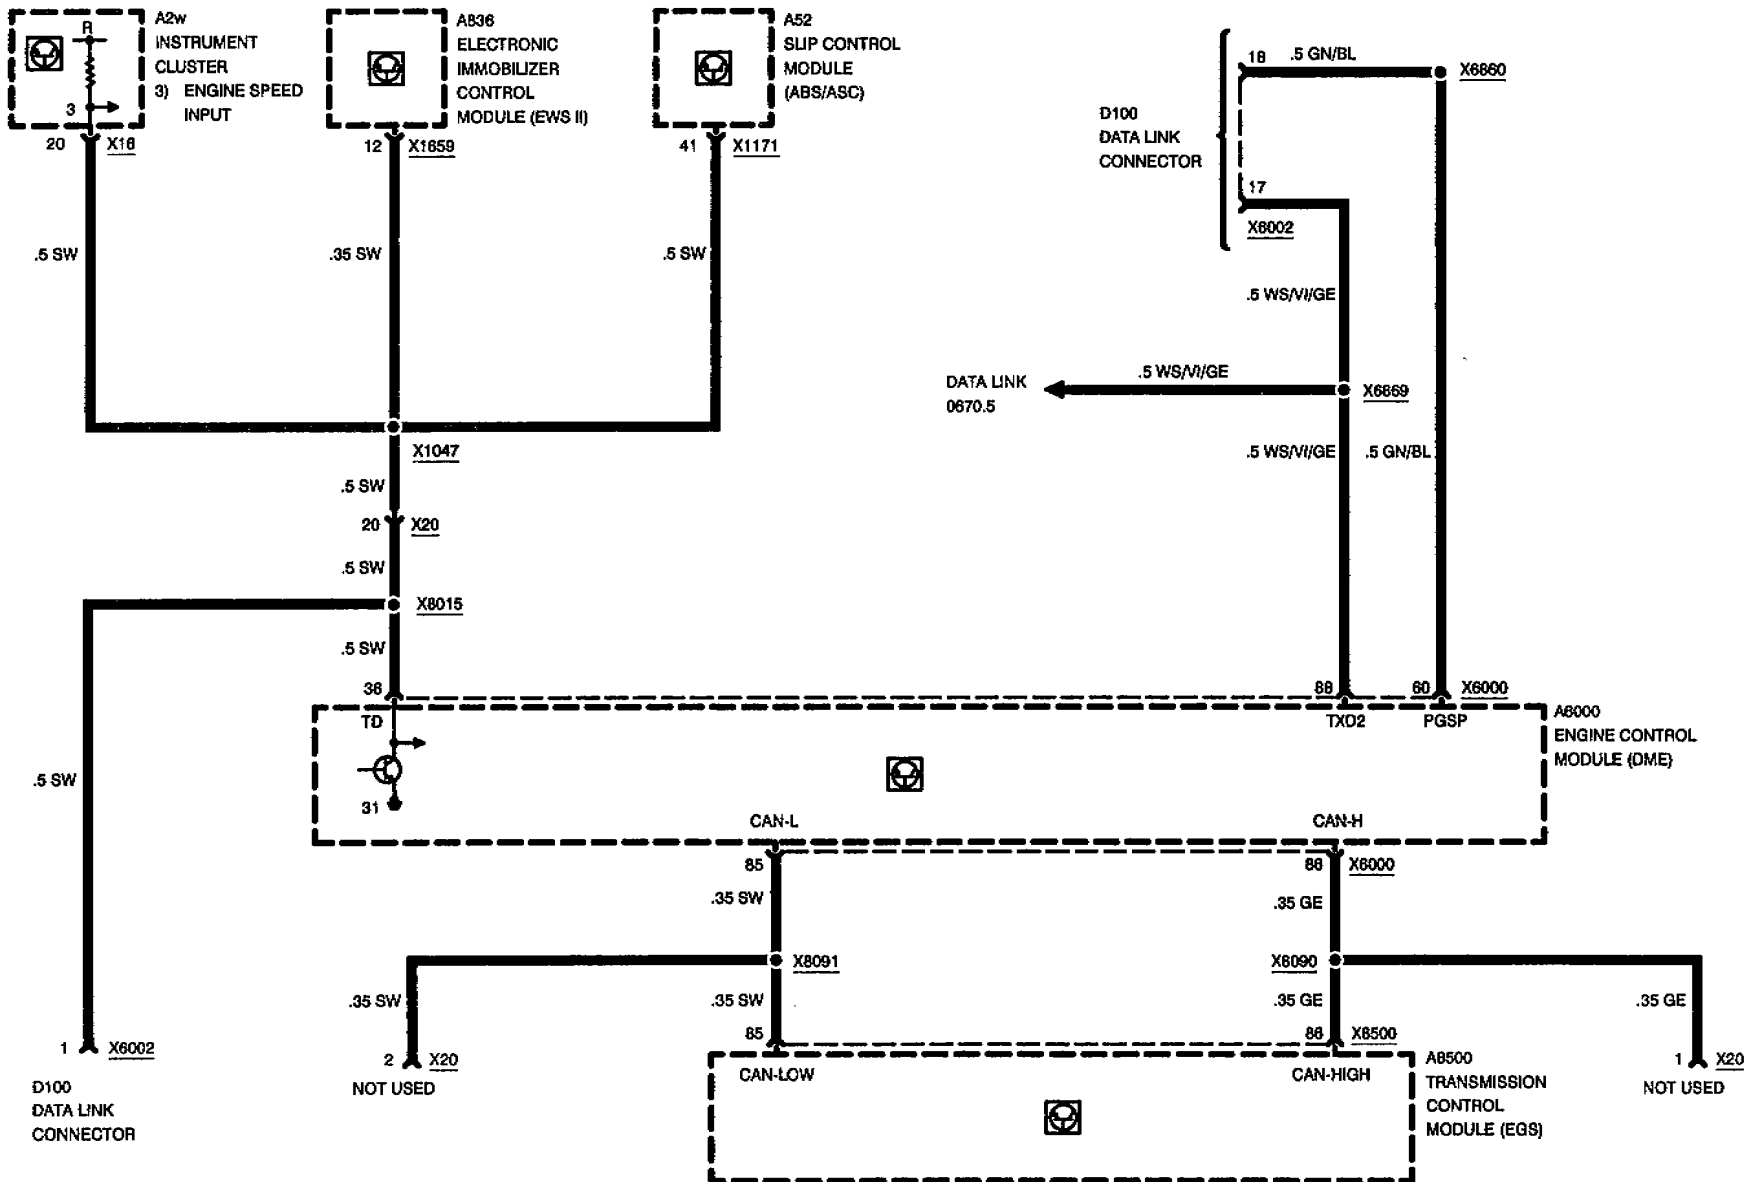 R
3
A2w
INSTRUMENT
CLUSTER
3) ENGINE SPEED
INPUT
20 X16
A836
ELECTRONIC
IMMOBILIZER
CONTROL
MODULE (EWS II)
12 X1659
A52
SLIP CONTROL
MODULE
(ABS/ASC)
41 X1171
D100
DATA LINK
CONNECTOR
18 .5 GN/BL
X6860
17
X6002
.5 SW
.35 SW
.5 SW
.5 WS/VI/GE
.5 WS/VI/GE
DATA LINK
0670.5
X6869
X1047
.5 WS/VI/GE
.5 GN/BL
.5 SW
20 X20
.5 SW
X8015
.5 SW
36
88
60 X6000
TD
TXD2
PGSP
A6000
ENGINE CONTROL
MODULE (DME)
31
.5 SW
CAN-L
CAN-H
85
86 X6000
.35 SW
.35 GE
X8091
X6090
.35 SW
.35 SW
.35 GE
.35 GE
85
86 X8500
1 X6002
D100
DATA LINK
CONNECTOR
2 X20
NOT USED
CAN-LOW
CAN-HIGH
A8500
TRANSMISSION
CONTROL
MODULE (EGS)
1 X20
NOT USED